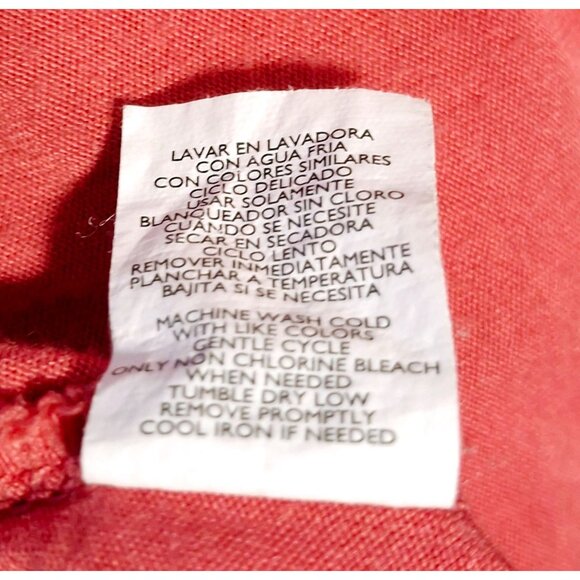 LAVAR EN LAVADORA
CON AGUA FRIA
CON COLORES SIMILARES
CICLO DELICADO
USAR SOLAMENTE
BLANQUEADOR SIN CLORO
CUANDO SE NECESITE
SECAR EN SECADORA
CICLO LENTO
REMOVER INMEDIATAMENTE
PLANCHAR A TEMPERATURA
BAJITA SI SE NECESITA
MACHINE WASH COLD
WITH LIKE COLORS
GENTLE CYCLE
ONLY NON CHLORINE BLEACH
WHEN NEEDED
TUMBLE DRY LOW
REMOVE PROMPTLY
COOL IRON IF NEEDED